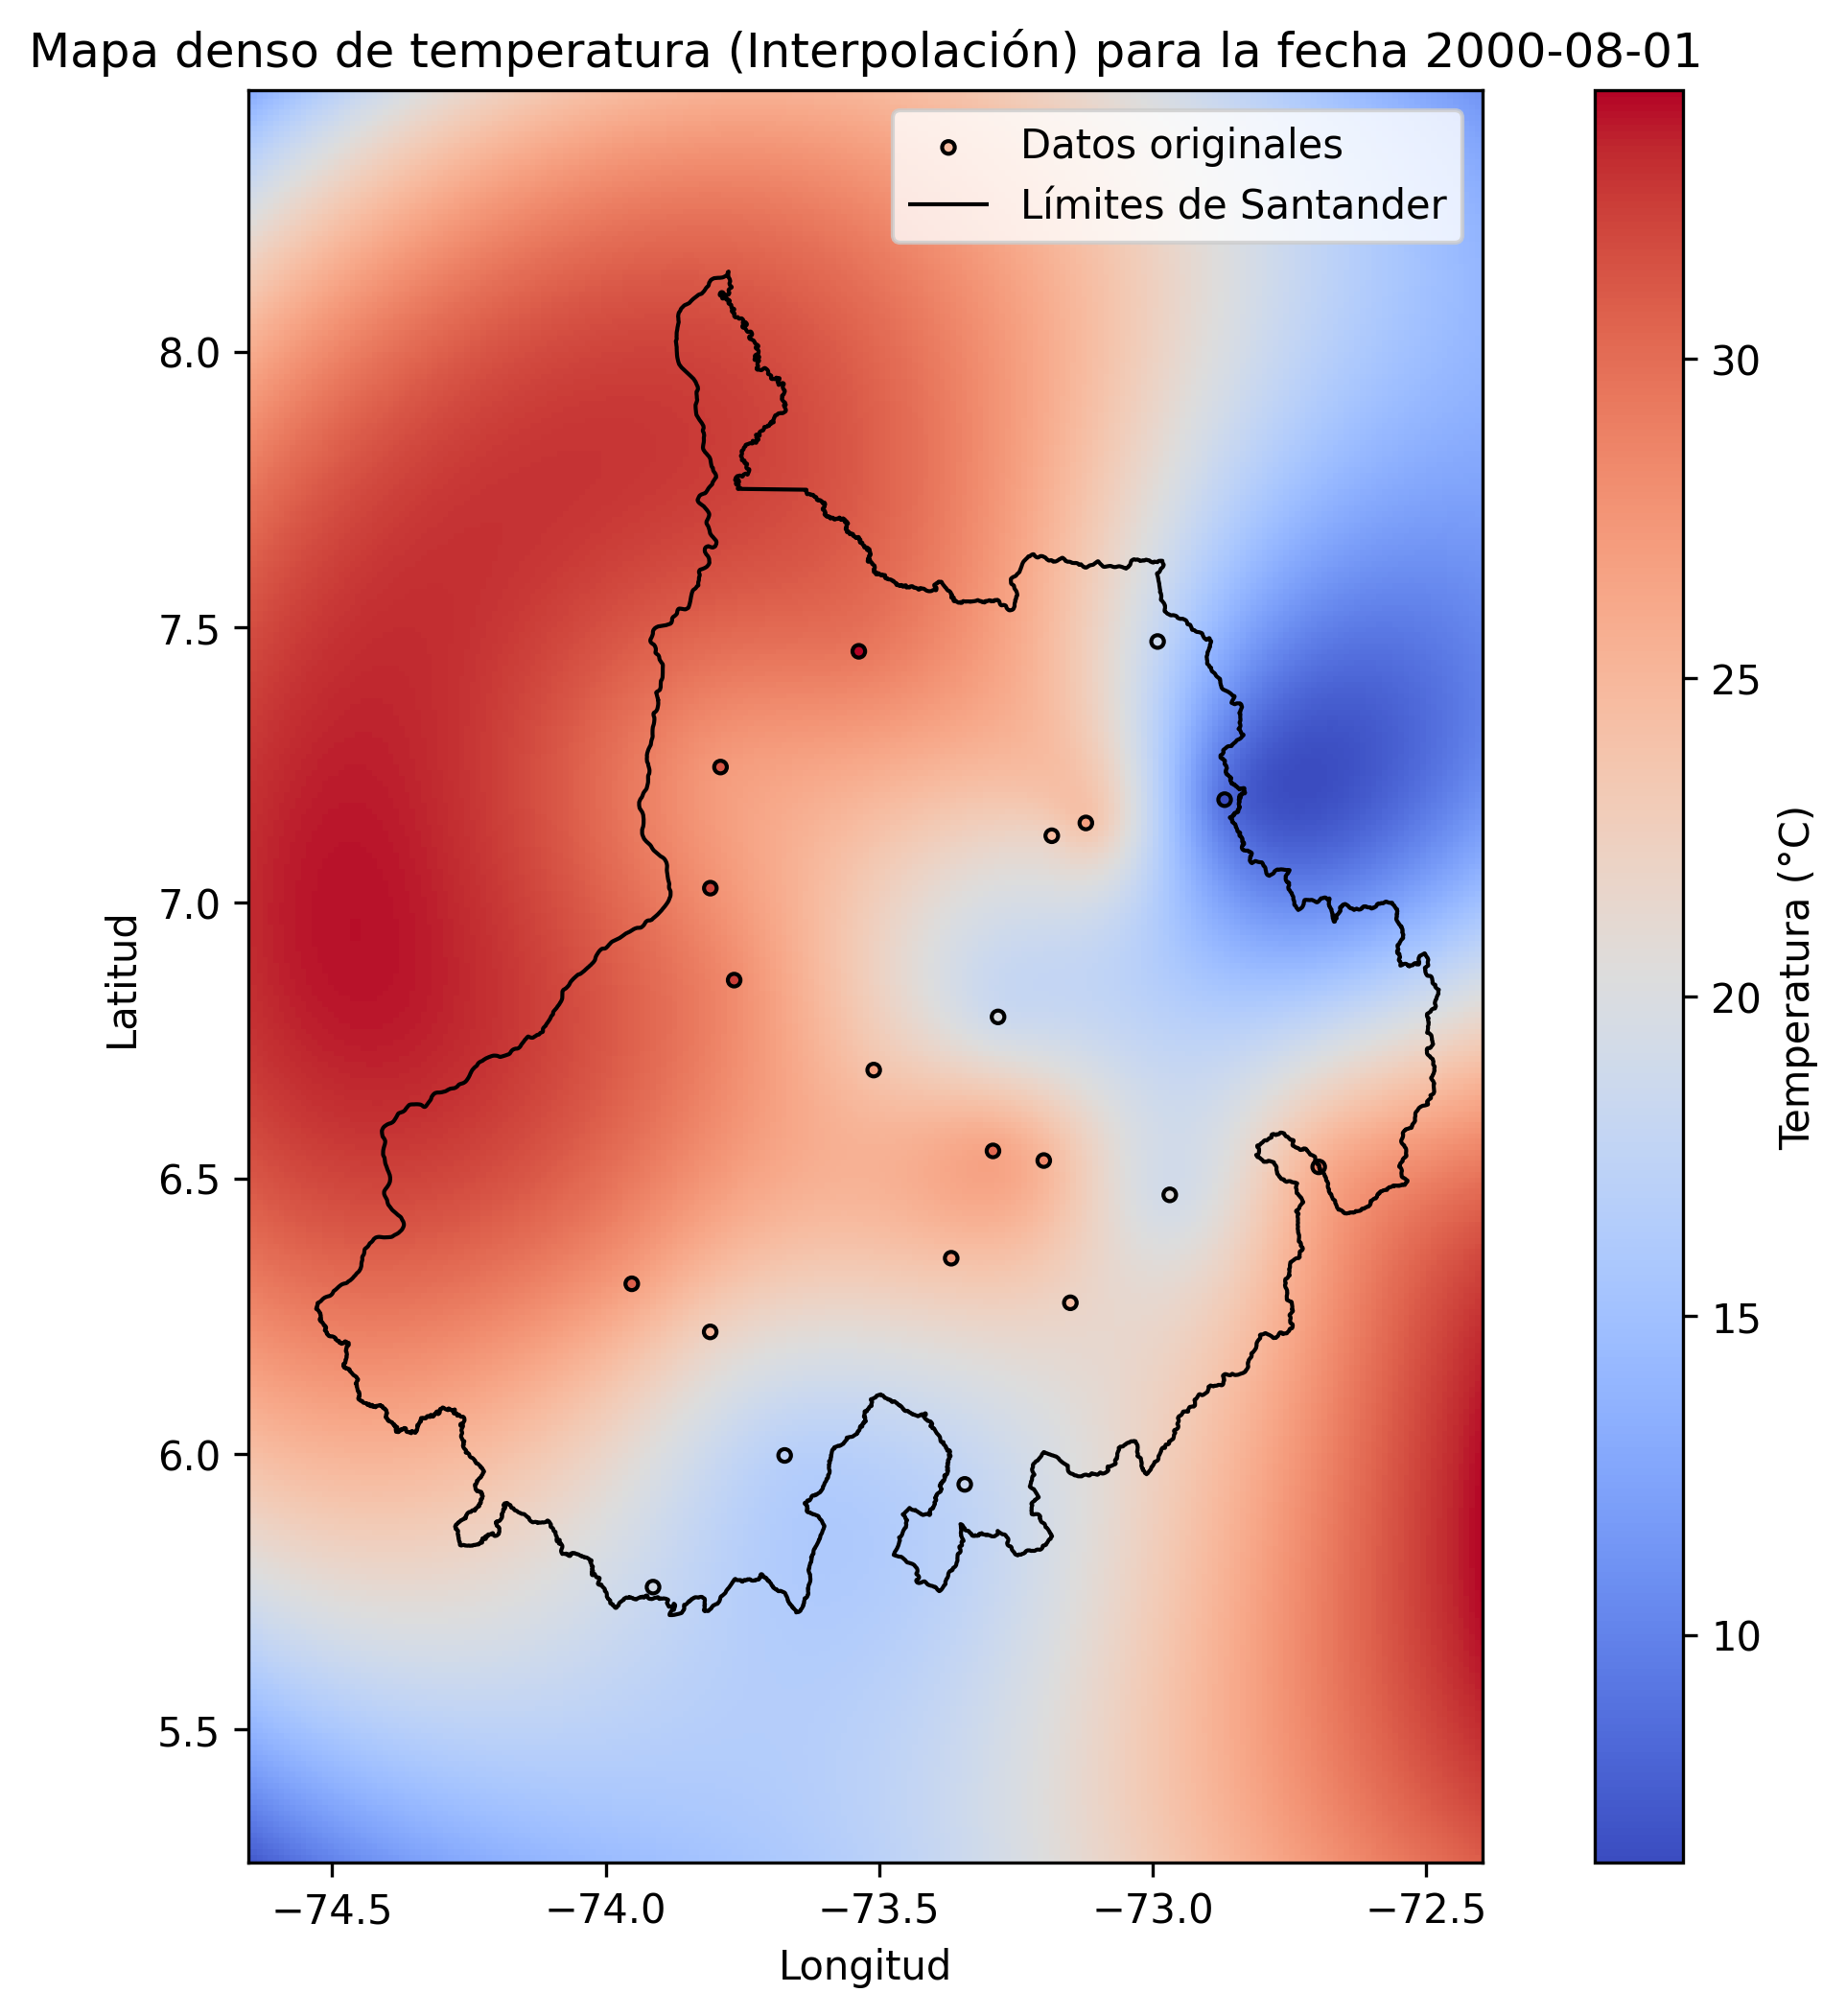 Mapa denso de temperatura (Interpolación) para la fecha 2000-08-01
Datos originales
Límites de Santander
8.0
7.5
7.0
6.5
6.0
5.5
Latitud
−74.5
−74.0
−73.5
−73.0
−72.5
Longitud
30
25
20
15
10
Temperatura (°C)